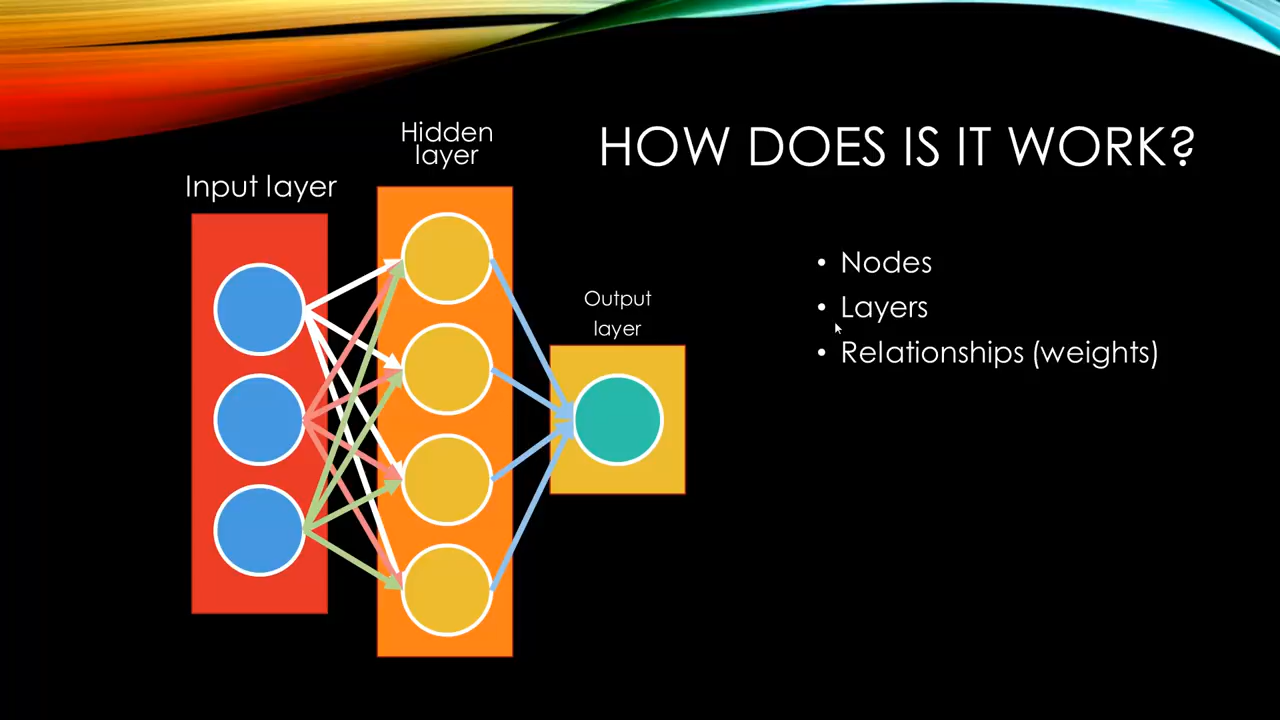 Hidden
layer
Input layer
Output
layer
HOW DOES IS IT WORK?
• Nodes
• Layers
• Relationships (weights)